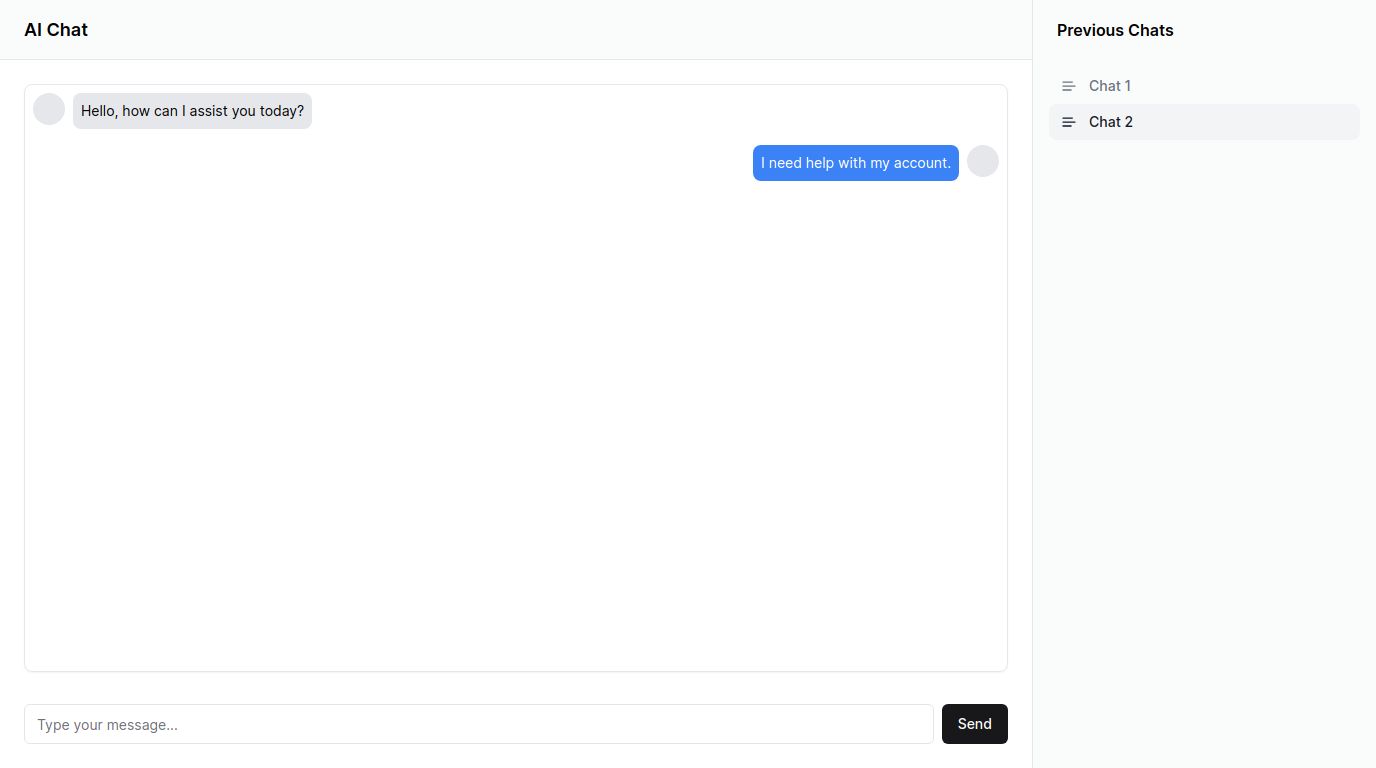 AI Chat
Hello, how can I assist you today?
I need help with my account.
Type your message...
Send
Previous Chats
Chat 1
Chat 2